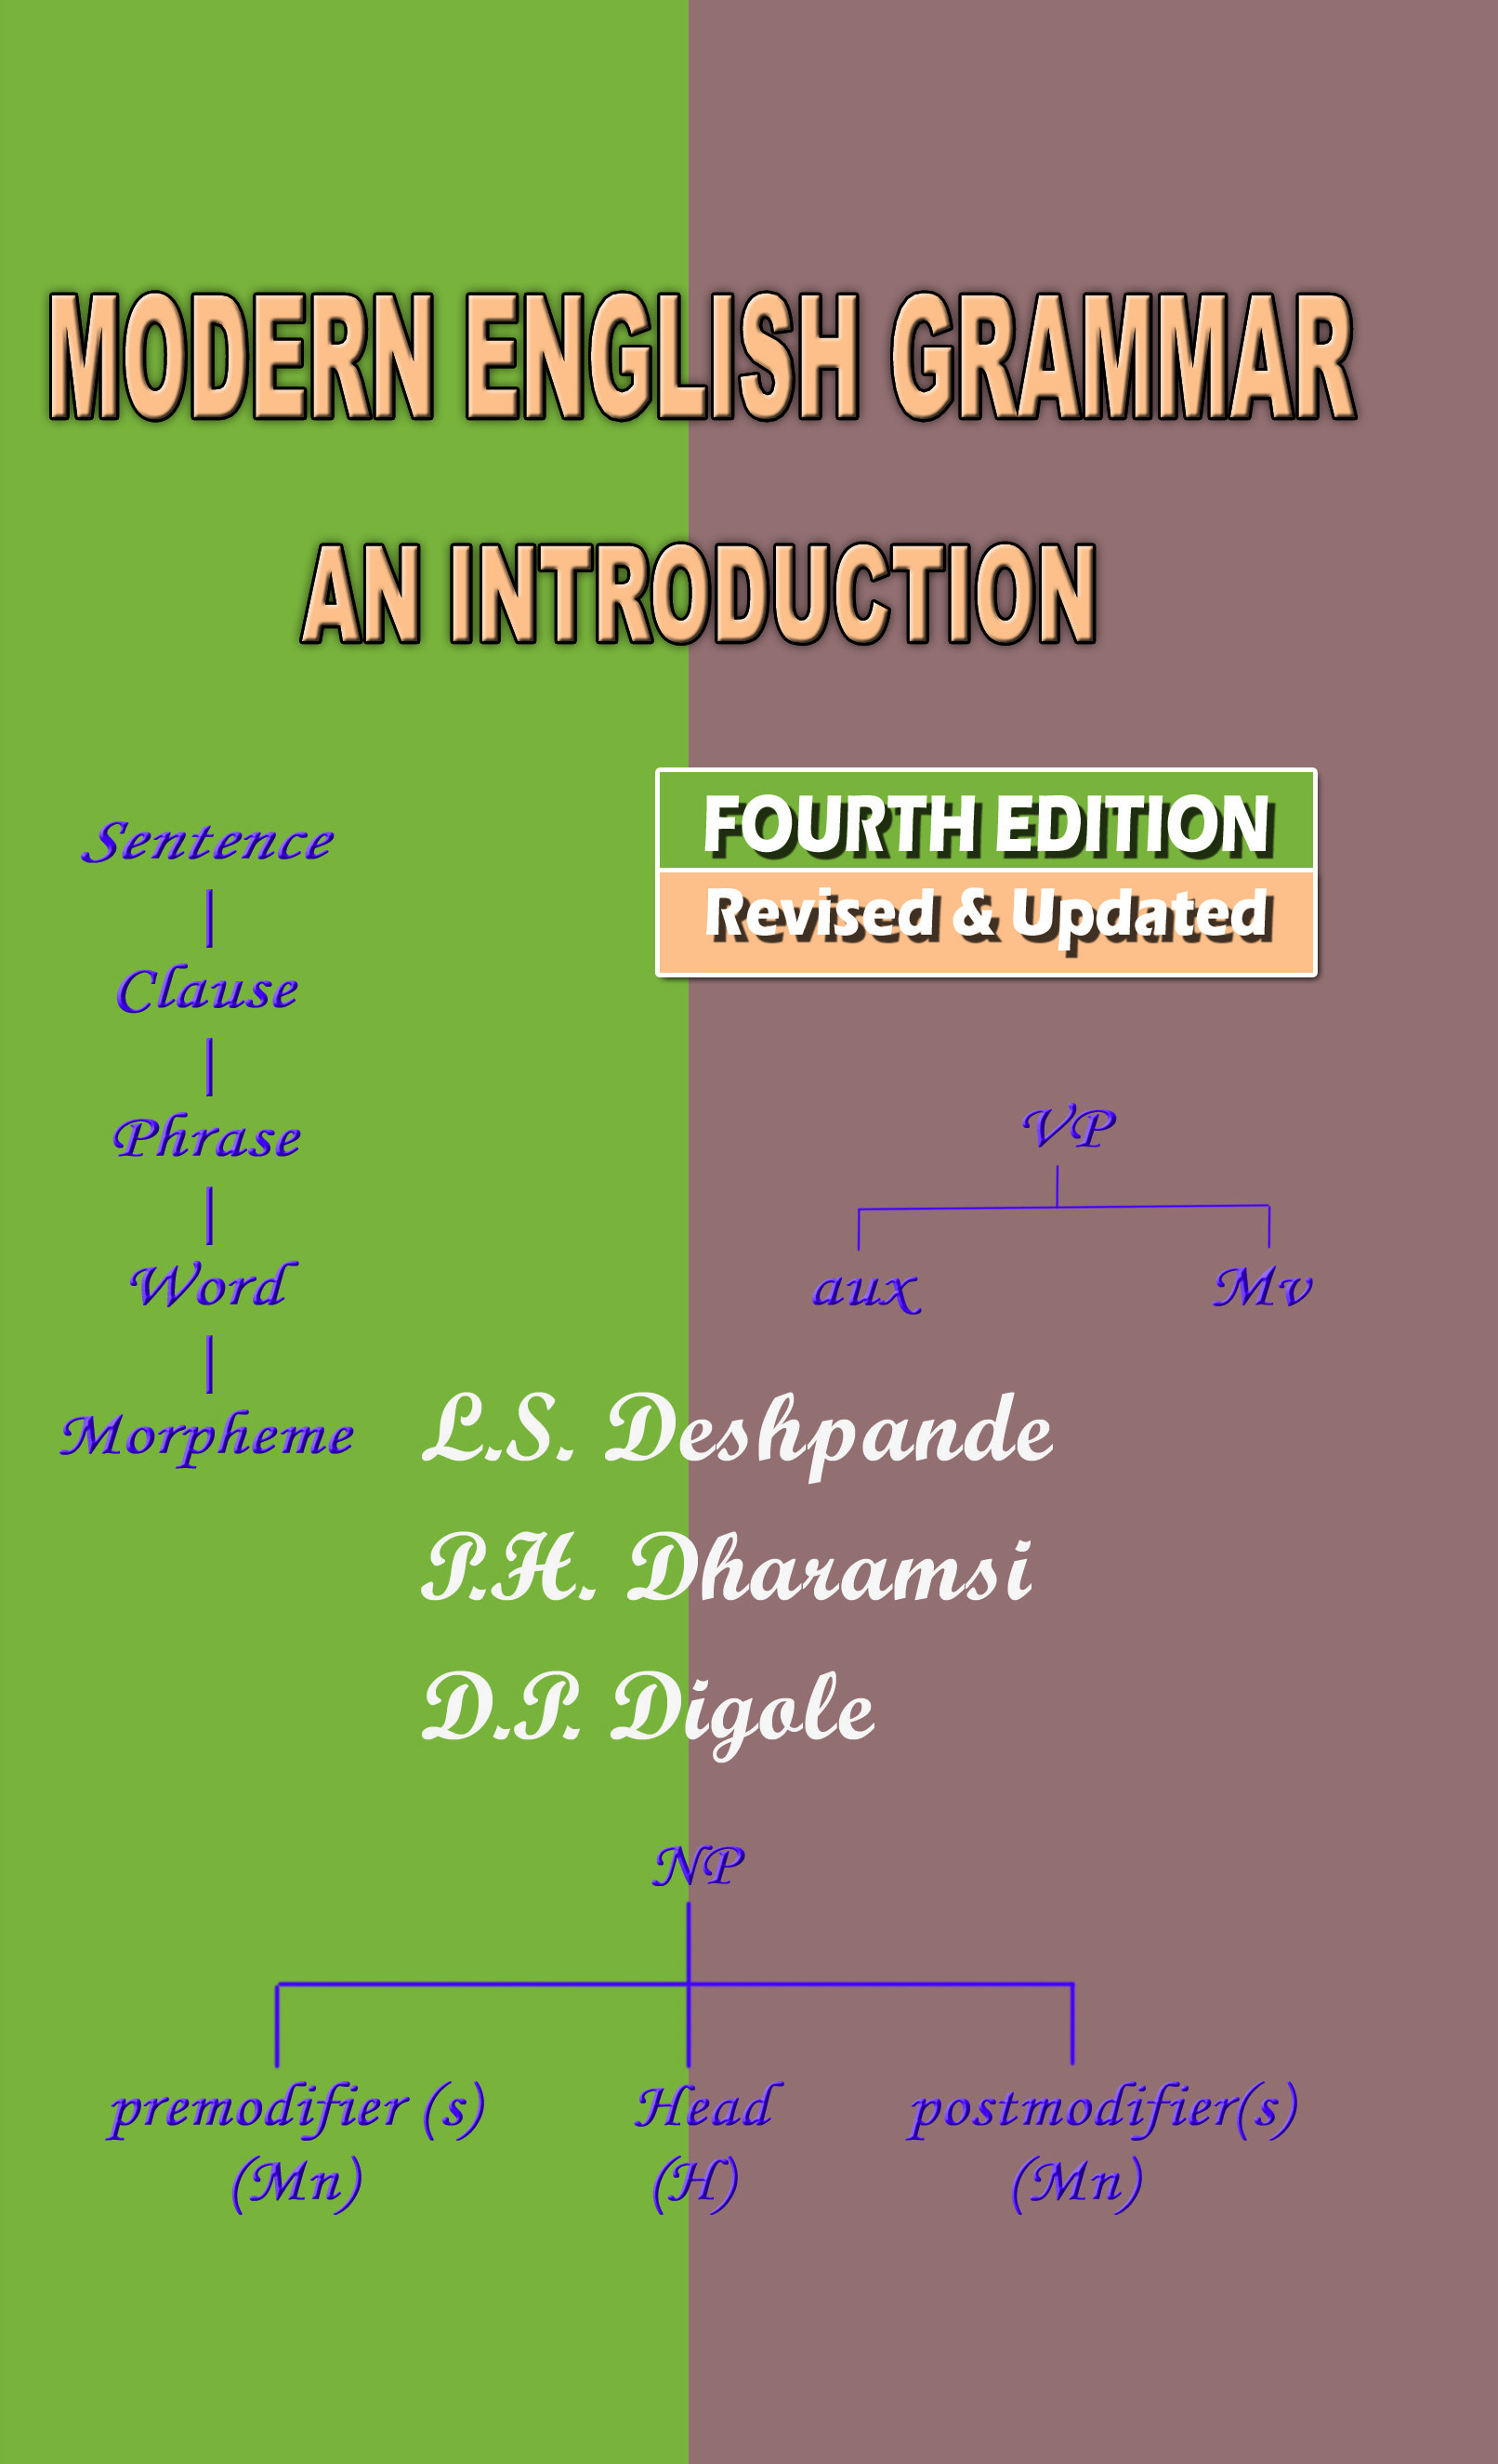 MODERN ENGLISH GRAMMAR
AN INTRODUCTION
FOURTH EDITION
Revised & Updated
Sentence
Clause
Phrase
Word
Morpheme
VP
aux Mv
L.S. Deshpande
P.H. Dharamsi
D.P. Digole
NP
premodifier (s) Head postmodifier(s)
(Mn) (H) (Mn)